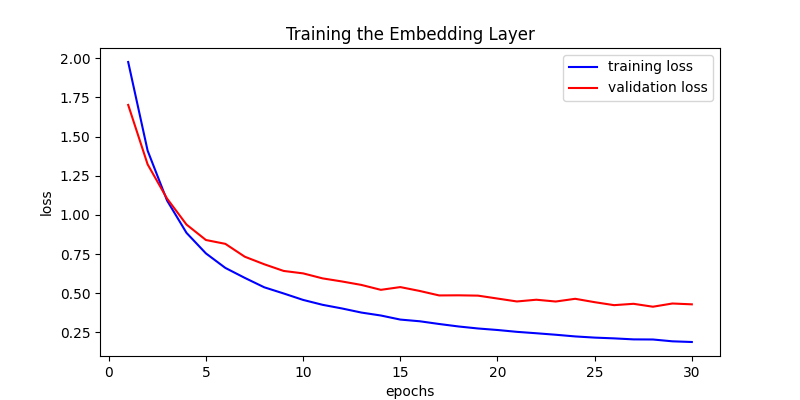 Training the Embedding Layer
training loss
validation loss
2.00
1.75
1.50
1.25
1.00
0.75
0.50
0.25
loss
0 5 10 15 20 25 30
epochs